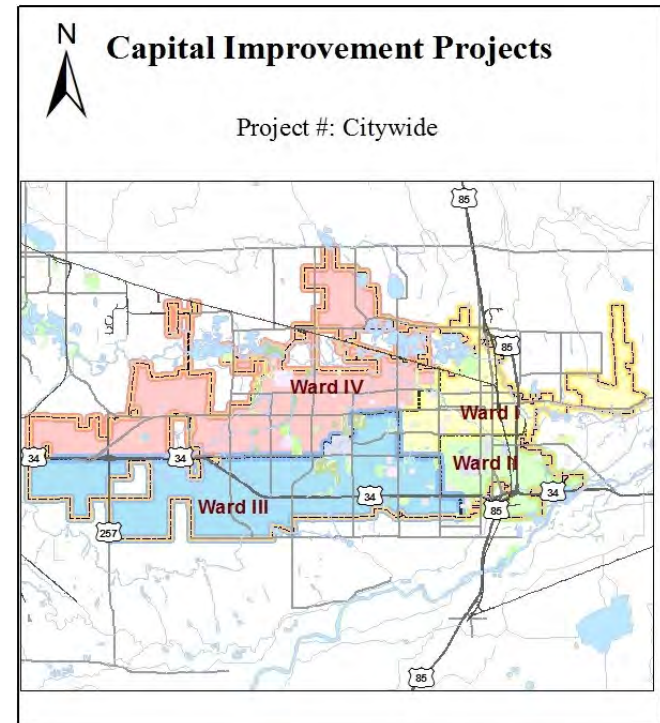 N
Capital Improvement Projects
Project #: Citywide
85
85
Ward IV
Ward I
34
34
Ward II
Ward III
34
34
85
257
85